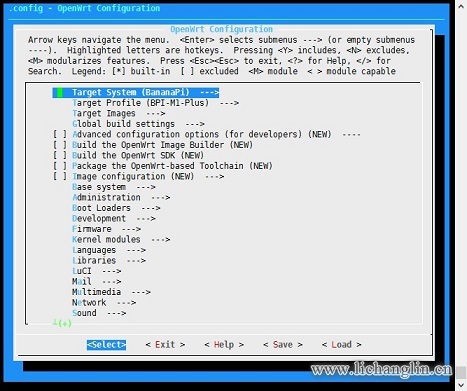 .config - OpenWrt Configuration
OpenWrt Configuration
Arrow keys navigate the menu. <Enter> selects submenus ---> (or empty submenus
----). Highlighted letters are hotkeys. Pressing <Y> includes, <N> excludes,
<M> modularizes features. Press <Esc><Esc> to exit, <?> for Help, </> for
Search. Legend: [*] built-in [ ] excluded <M> module < > module capable
Target System (BananaPi) --->
Target Profile (BPI-M1-Plus) --->
Target Images --->
Global build settings --->
[ ] Advanced configuration options (for developers) (NEW) ----
[ ] Build the OpenWrt Image Builder (NEW)
[ ] Build the OpenWrt SDK (NEW)
[ ] Package the OpenWrt-based Toolchain (NEW)
[ ] Image configuration (NEW) --->
Base system --->
Administration --->
Boot Loaders --->
Development --->
Firmware --->
Kernel modules --->
Languages --->
Libraries --->
LuCI --->
Mail --->
Multimedia --->
Network --->
Sound --->
┴(+)
<Select> < Exit > < Help > < Save > < Load >
www.lichanglin.cn